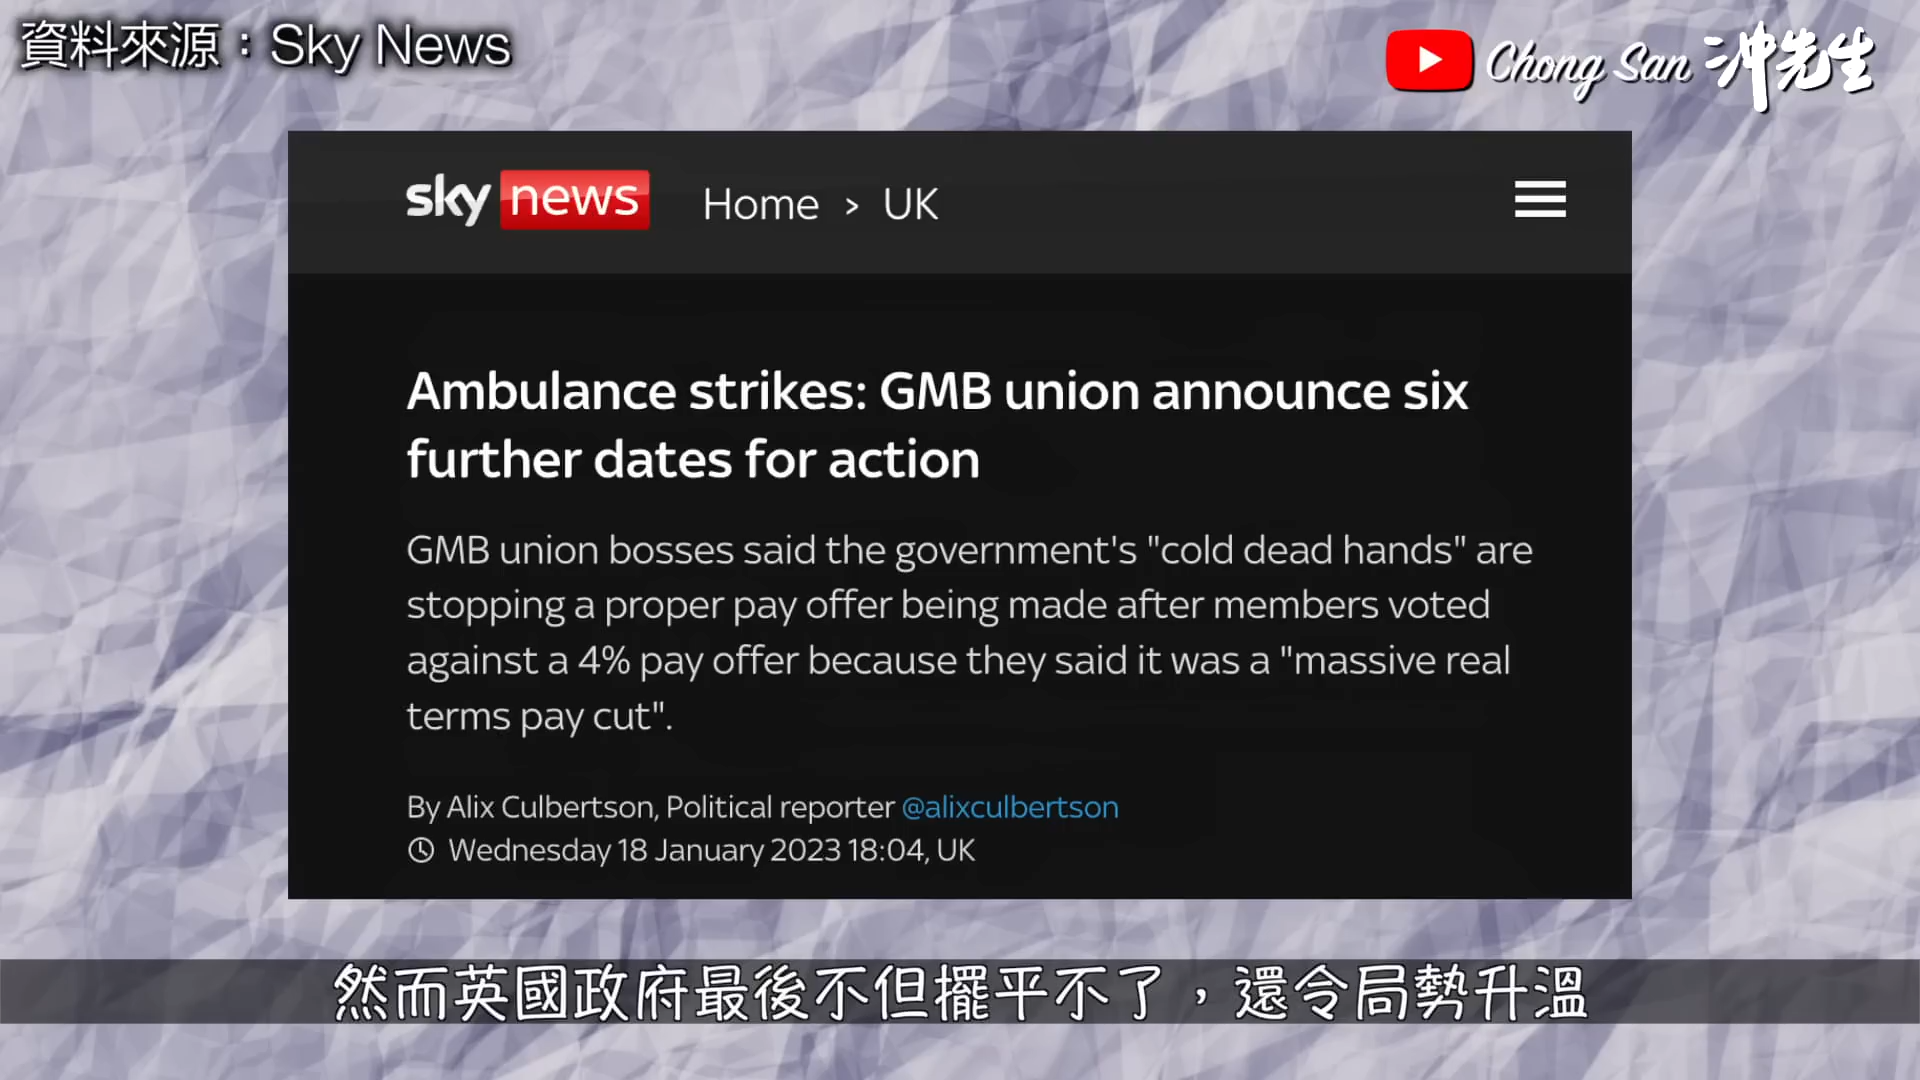 資料來源：Sky News
Chong San 沖先生
sky news Home > UK
Ambulance strikes: GMB union announce six
further dates for action
GMB union bosses said the government's "cold dead hands" are
stopping a proper pay offer being made after members voted
against a 4% pay offer because they said it was a "massive real
terms pay cut".
By Alix Culbertson, Political reporter @alixculbertson
Wednesday 18 January 2023 18:04, UK
然而英國政府最後不但擺平不了，還令局勢升溫